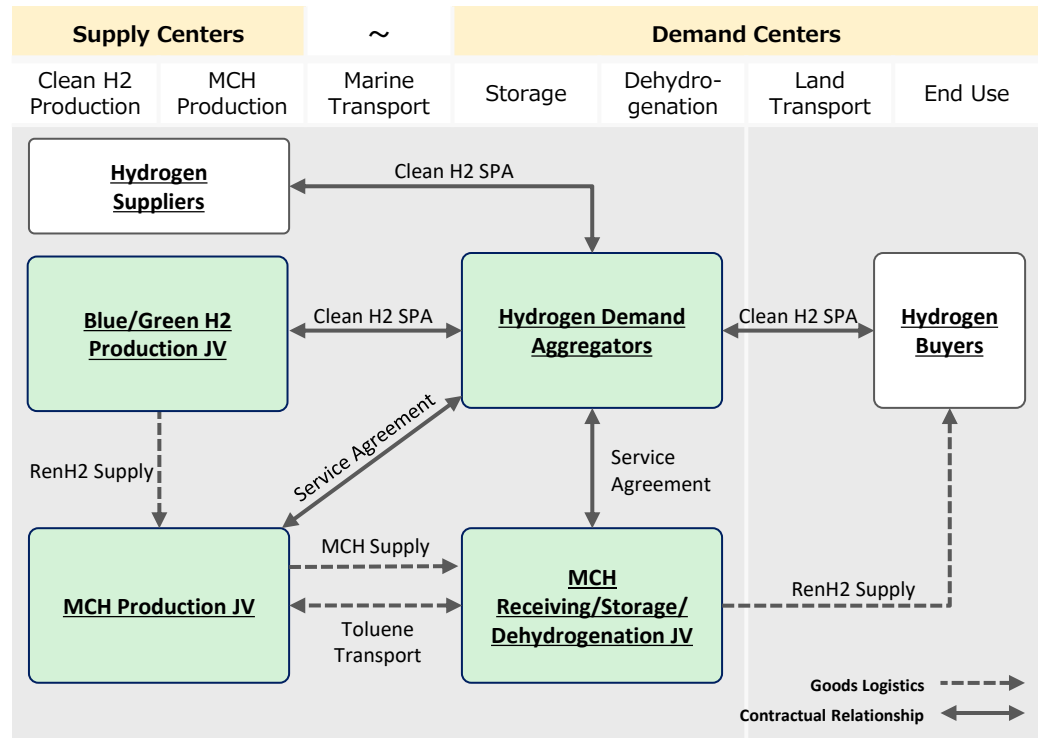 Supply Centers
~
Demand Centers
Clean H2
Production
MCH
Production
Marine
Transport
Storage
Dehydro-
genation
Land
Transport
End Use
Hydrogen
Suppliers
Clean H2 SPA
Blue/Green H2
Production JV
Clean H2 SPA
Hydrogen Demand
Aggregators
Clean H2 SPA
Hydrogen
Buyers
RenH2 Supply
Service Agreement
Service
Agreement
MCH Production JV
MCH Supply
Toluene
Transport
MCH
Receiving/Storage/
Dehydrogenation JV
RenH2 Supply
Goods Logistics
Contractual Relationship